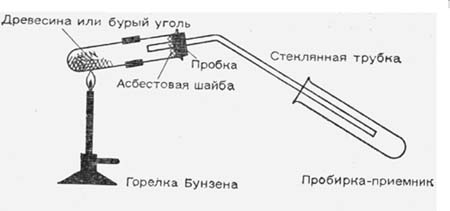 Древесина или бурый уголь
Стеклянная трубка
Пробка
Асбестовая шайба
Горелка Бунзена
Пробирка-приемник